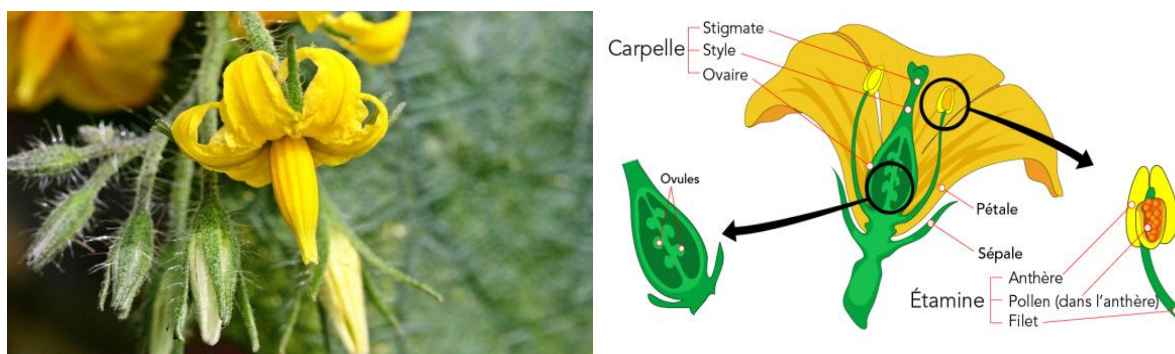 Stigmate
Carpelle
Style
Ovaire
Ovules
Pétale
Sépale
Anthère
Étamine
Pollen (dans l'anthère)
Filet